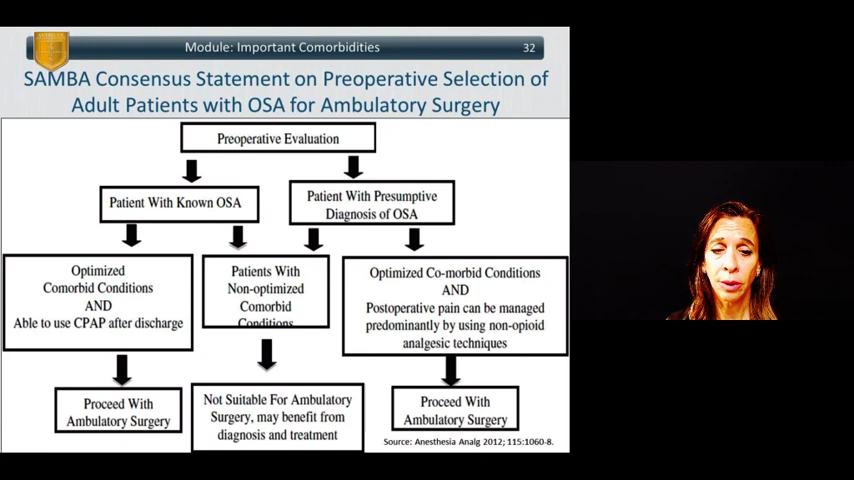 Module: Important Comorbidities
32
SAMBA Consensus Statement on Preoperative Selection of
Adult Patients with OSA for Ambulatory Surgery
Preoperative Evaluation
Patient With Known OSA
Patient With Presumptive
Diagnosis of OSA
Optimized
Comorbid Conditions
AND
Able to use CPAP after discharge
Patients With
Non-optimized
Comorbid
Conditions
Optimized Co-morbid Conditions
AND
Postoperative pain can be managed
predominantly by using non-opioid
analgesic techniques
Proceed With
Ambulatory Surgery
Not Suitable For Ambulatory
Surgery, may benefit from
diagnosis and treatment
Proceed With
Ambulatory Surgery
Source: Anesthesia Analg 2012; 115:1060-8.